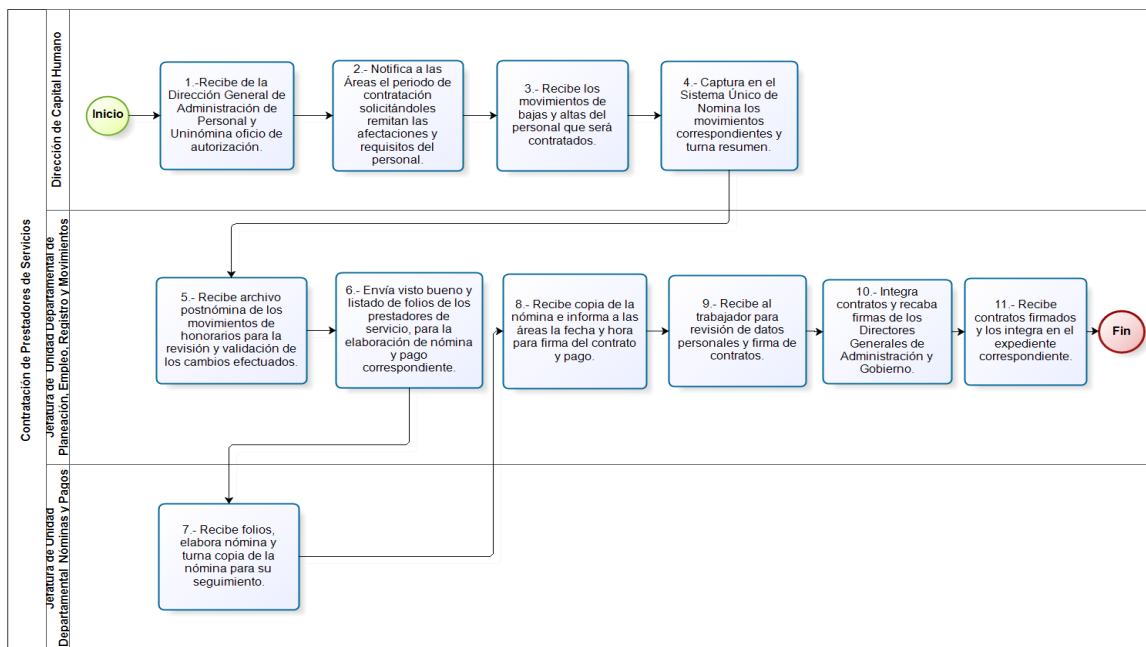 Contratación de Prestadores de Servicios
Dirección de Capital Humano
Inicio
1.-Recibe de la
Dirección General de
Administración de
Personal y
Uninómina oficio de
autorización.
2.- Notifica a las
Áreas el periodo de
contratación
solicitándoles
remitan las
afectaciones y
requisitos del
personal.
3.- Recibe los
movimientos de
bajas y altas del
personal que será
contratados.
4.- Captura en el
Sistema Único de
Nomina los
movimientos
correspondientes y
turna resumen.
Jefatura de Unidad Departamental de
Planeación, Empleo, Registro y Movimientos
5.- Recibe archivo
postnómina de los
movimientos de
honorarios para la
revisión y validación de
los cambios efectuados.
6.- Envía visto bueno y
listado de folios de los
prestadores de
servicio, para la
elaboración de nómina
y pago
correspondiente.
8.- Recibe copia de la
nómina e informa a las
áreas la fecha y hora
para firma del contrato
y pago.
9.- Recibe al
trabajador para
revisión de datos
personales y firma de
contratos.
10.- Integra
contratos y recaba
firmas de los
Directores
Generales de
Administración y
Gobierno.
11.- Recibe
contratos firmados
y los integra en el
expediente
correspondiente.
Fin
Jefatura de Unidad
Departamental Nóminas y Pagos
7.- Recibe folios,
elabora nómina y
turna copia de la
nómina para su
seguimiento.